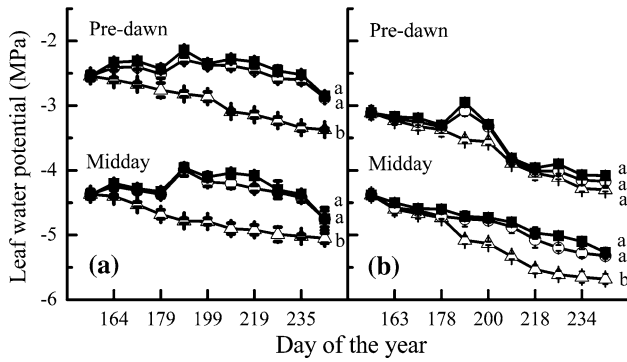 Leaf water potential (MPa)
-2
-3
-4
-5
-6
Pre-dawn
a
a
b
Midday
a
a
b
(a)
164 179 199 219 235
Pre-dawn
a
a
a
Midday
a
a
b
(b)
163 178 200 218 234
Day of the year